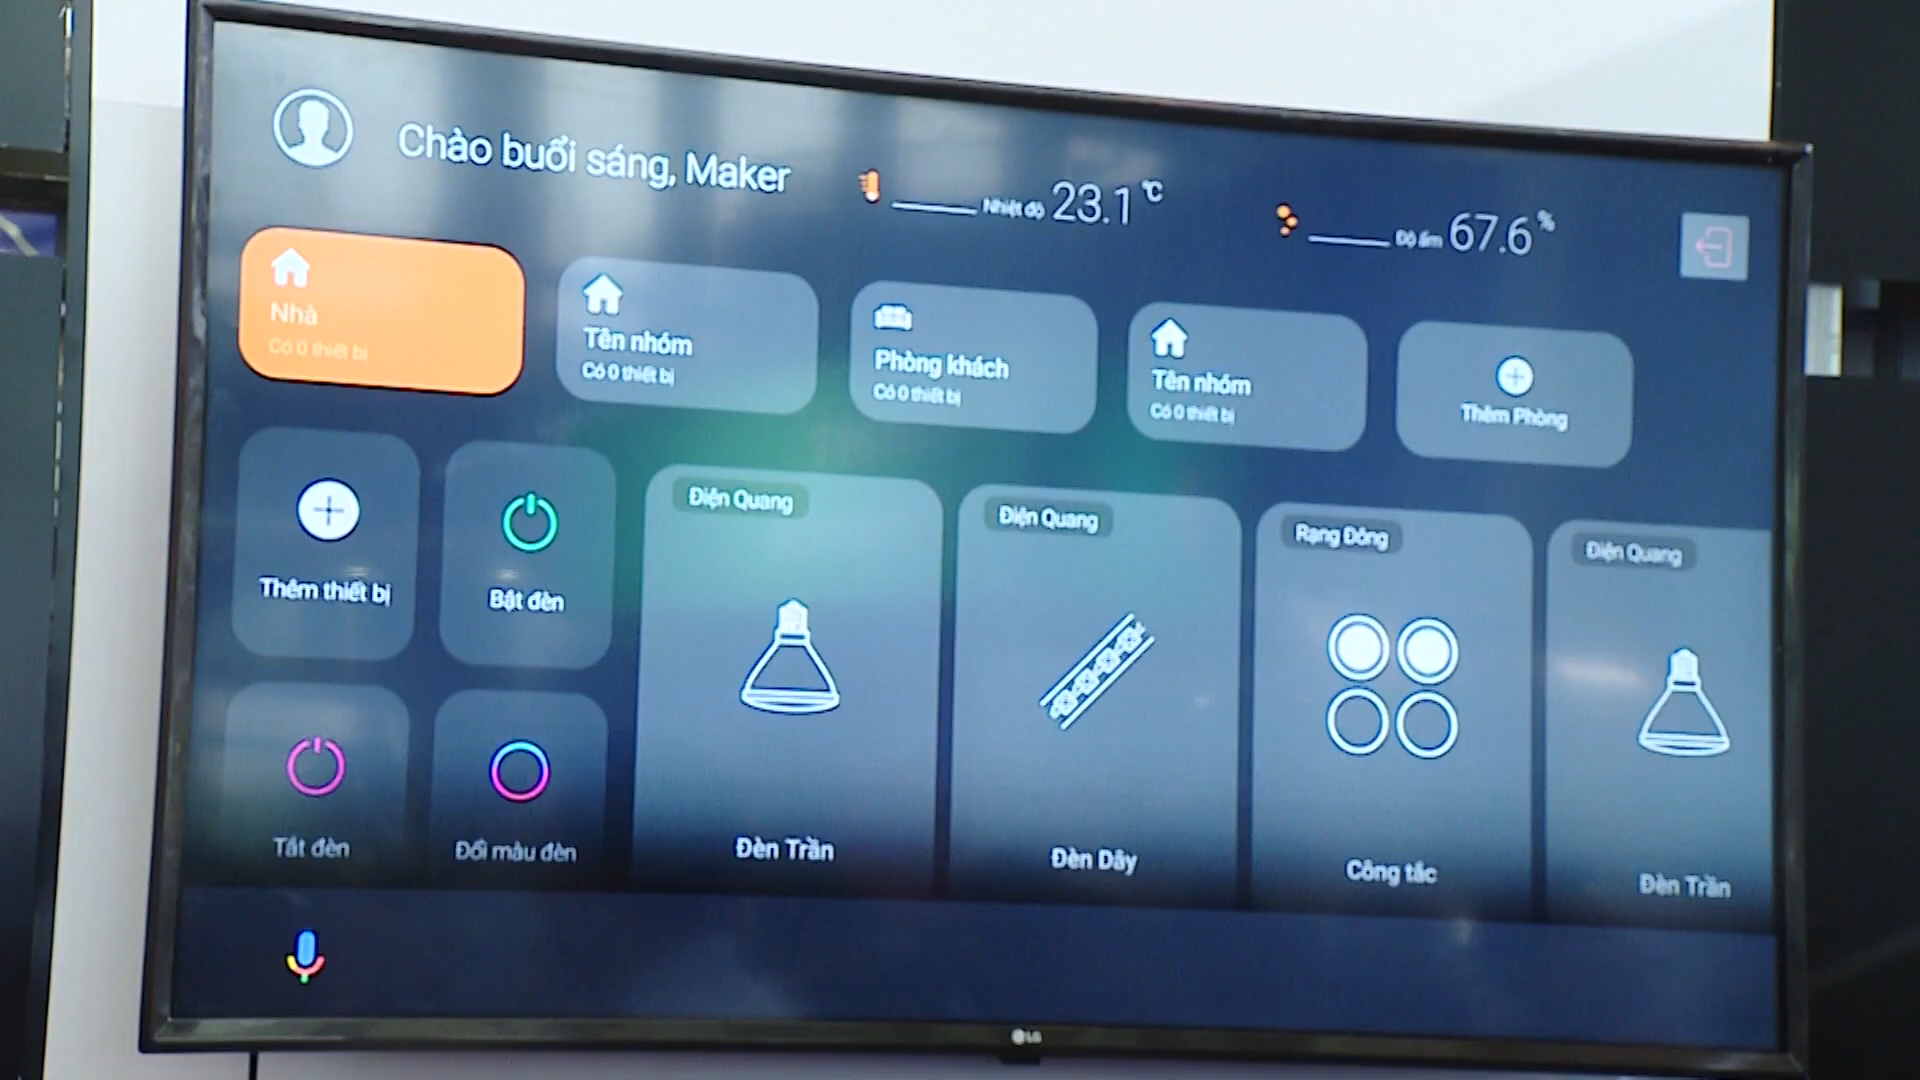 Chào buổi sáng, Maker
Nhiệt độ 23.1 °C
Độ ẩm 67.6 %
Nhà
Có 0 thiết bị
Tên nhóm
Có 0 thiết bị
Phòng khách
Có 0 thiết bị
Tên nhóm
Có 0 thiết bị
Thêm Phòng
Thêm thiết bị
Bật đèn
Tắt đèn
Đổi màu đèn
Điện Quang
Đèn Trần
Điện Quang
Đèn Dây
Rạng Đông
Công tắc
Điện Quang
Đèn Trần
LG